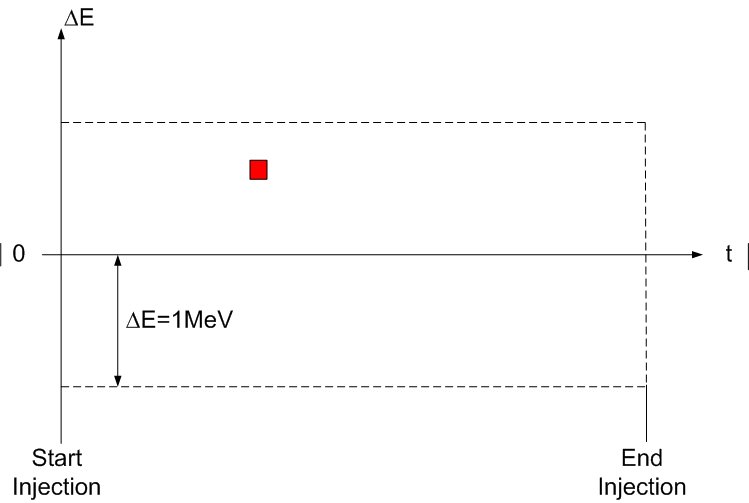 ΔE
| 0
t |
ΔE=1MeV
Start
Injection
End
Injection